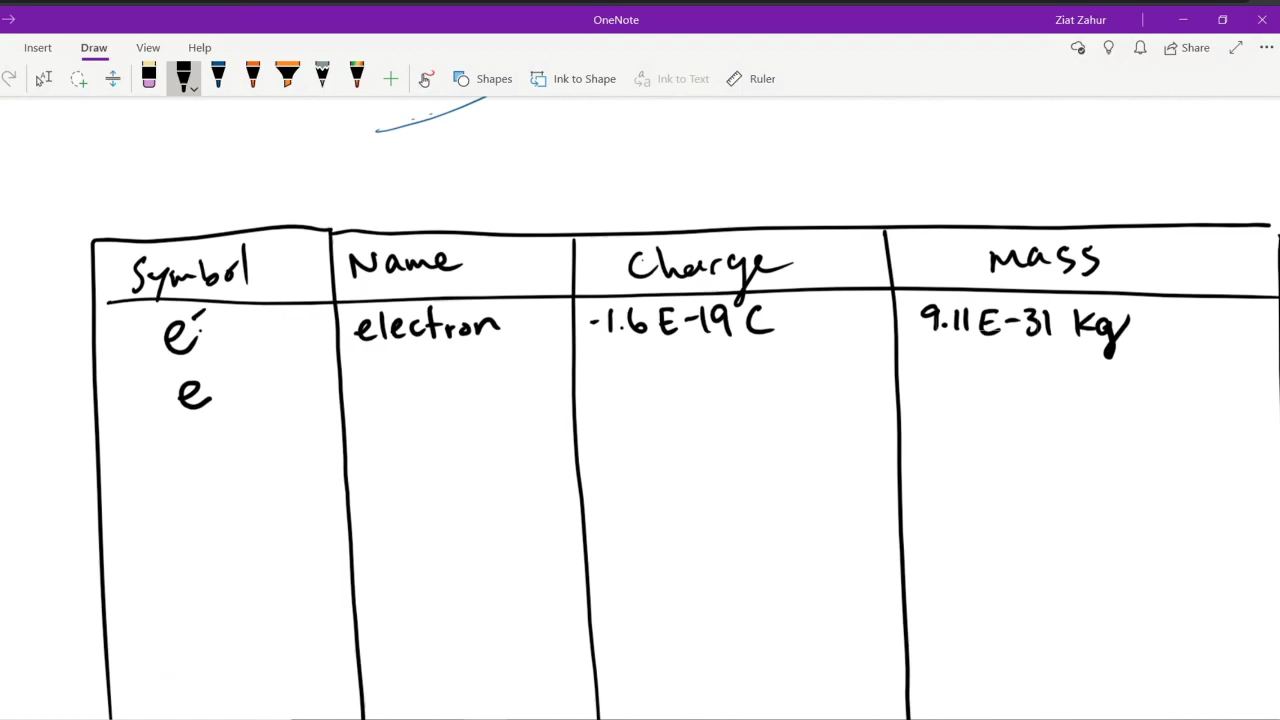 OneNote
Ziat Zahur
Insert Draw View Help
Share
Shapes Ink to Shape Ink to Text Ruler
Symbol Name Charge Mass
e⁻ electron -1.6 E-19 C 9.11 E-31 Kg
e